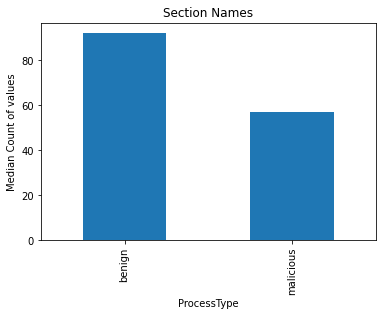 Section Names
Median Count of values
80
60
40
20
0
benign
malicious
ProcessType